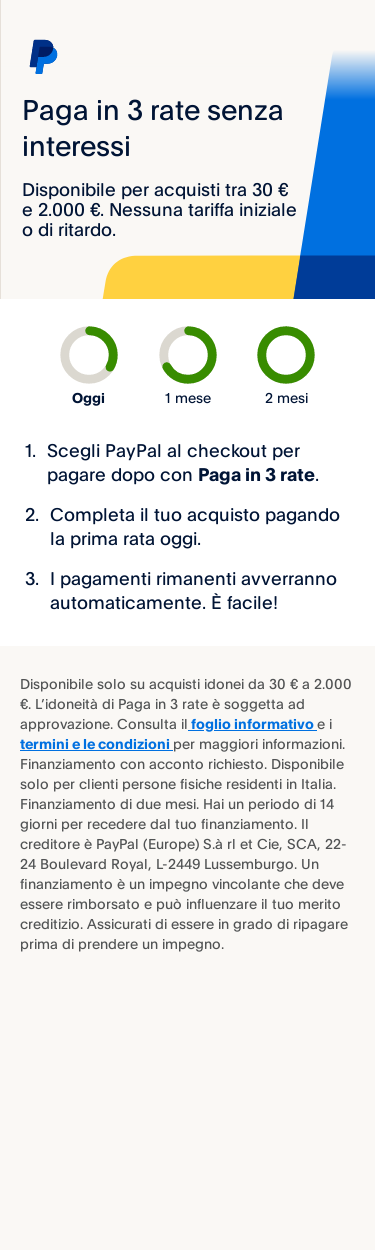 Paga in 3 rate senza
interessi
Disponibile per acquisti tra 30 €
e 2.000 €. Nessuna tariffa iniziale
o di ritardo.
Oggi
1 mese
2 mesi
1. Scegli PayPal al checkout per
pagare dopo con Paga in 3 rate.
2. Completa il tuo acquisto pagando
la prima rata oggi.
3. I pagamenti rimanenti avverranno
automaticamente. È facile!
Disponibile solo su acquisti idonei da 30 € a 2.000
€. L'idoneità di Paga in 3 rate è soggetta ad
approvazione. Consulta il foglio informativo e i
termini e le condizioni per maggiori informazioni.
Finanziamento con acconto richiesto. Disponibile
solo per clienti persone fisiche residenti in Italia.
Finanziamento di due mesi. Hai un periodo di 14
giorni per recedere dal tuo finanziamento. Il
creditore è PayPal (Europe) S.à rl et Cie, SCA, 22-
24 Boulevard Royal, L-2449 Lussemburgo. Un
finanziamento è un impegno vincolante che deve
essere rimborsato e può influenzare il tuo merito
creditizio. Assicurati di essere in grado di ripagare
prima di prendere un impegno.